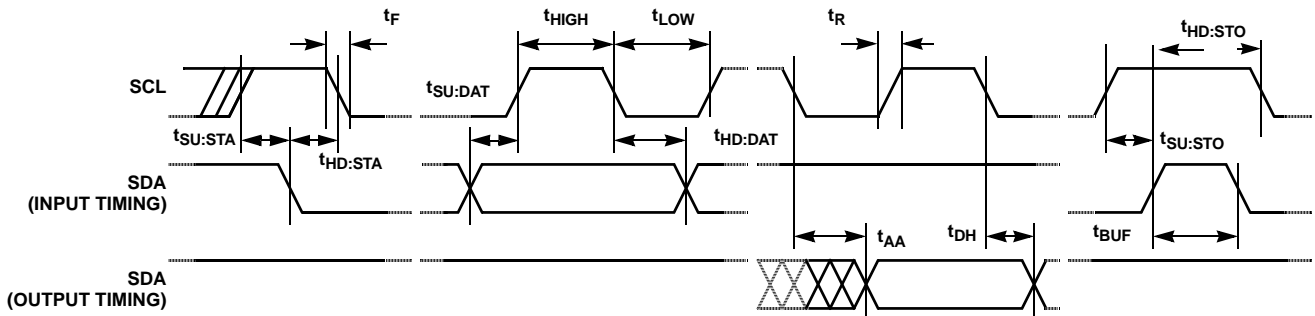 tF
tHIGH
tLOW
tR
tHD:STO
SCL
tSU:DAT
tSU:STA
tHD:STA
tHD:DAT
tSU:STO
SDA
(INPUT TIMING)
tAA
tDH
tBUF
SDA
(OUTPUT TIMING)